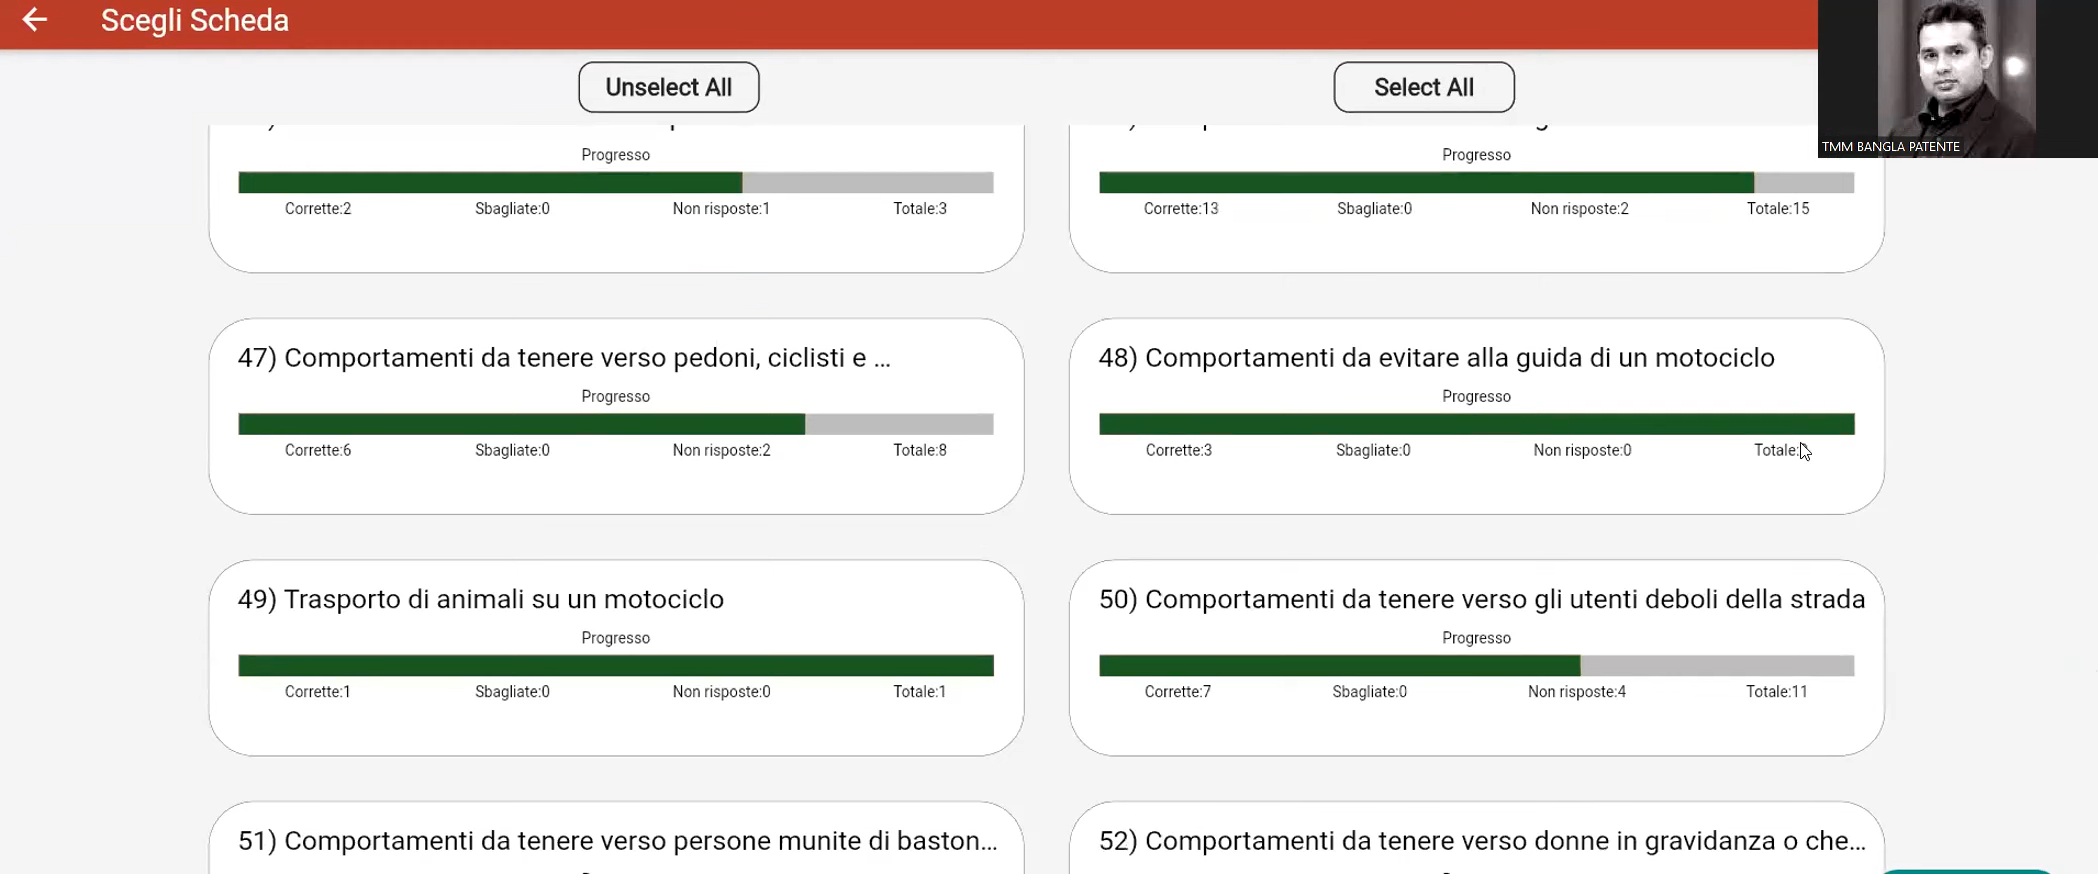 Scegli Scheda
Unselect All
Select All
TMM BANGLA PATENTE
Progresso
Corrette:2 Sbagliate:0 Non risposte:1 Totale:3
Progresso
Corrette:13 Sbagliate:0 Non risposte:2 Totale:15
47) Comportamenti da tenere verso pedoni, ciclisti e ...
Progresso
Corrette:6 Sbagliate:0 Non risposte:2 Totale:8
48) Comportamenti da evitare alla guida di un motociclo
Progresso
Corrette:3 Sbagliate:0 Non risposte:0 Totale:
49) Trasporto di animali su un motociclo
Progresso
Corrette:1 Sbagliate:0 Non risposte:0 Totale:1
50) Comportamenti da tenere verso gli utenti deboli della strada
Progresso
Corrette:7 Sbagliate:0 Non risposte:4 Totale:11
51) Comportamenti da tenere verso persone munite di baston...
52) Comportamenti da tenere verso donne in gravidanza o che...